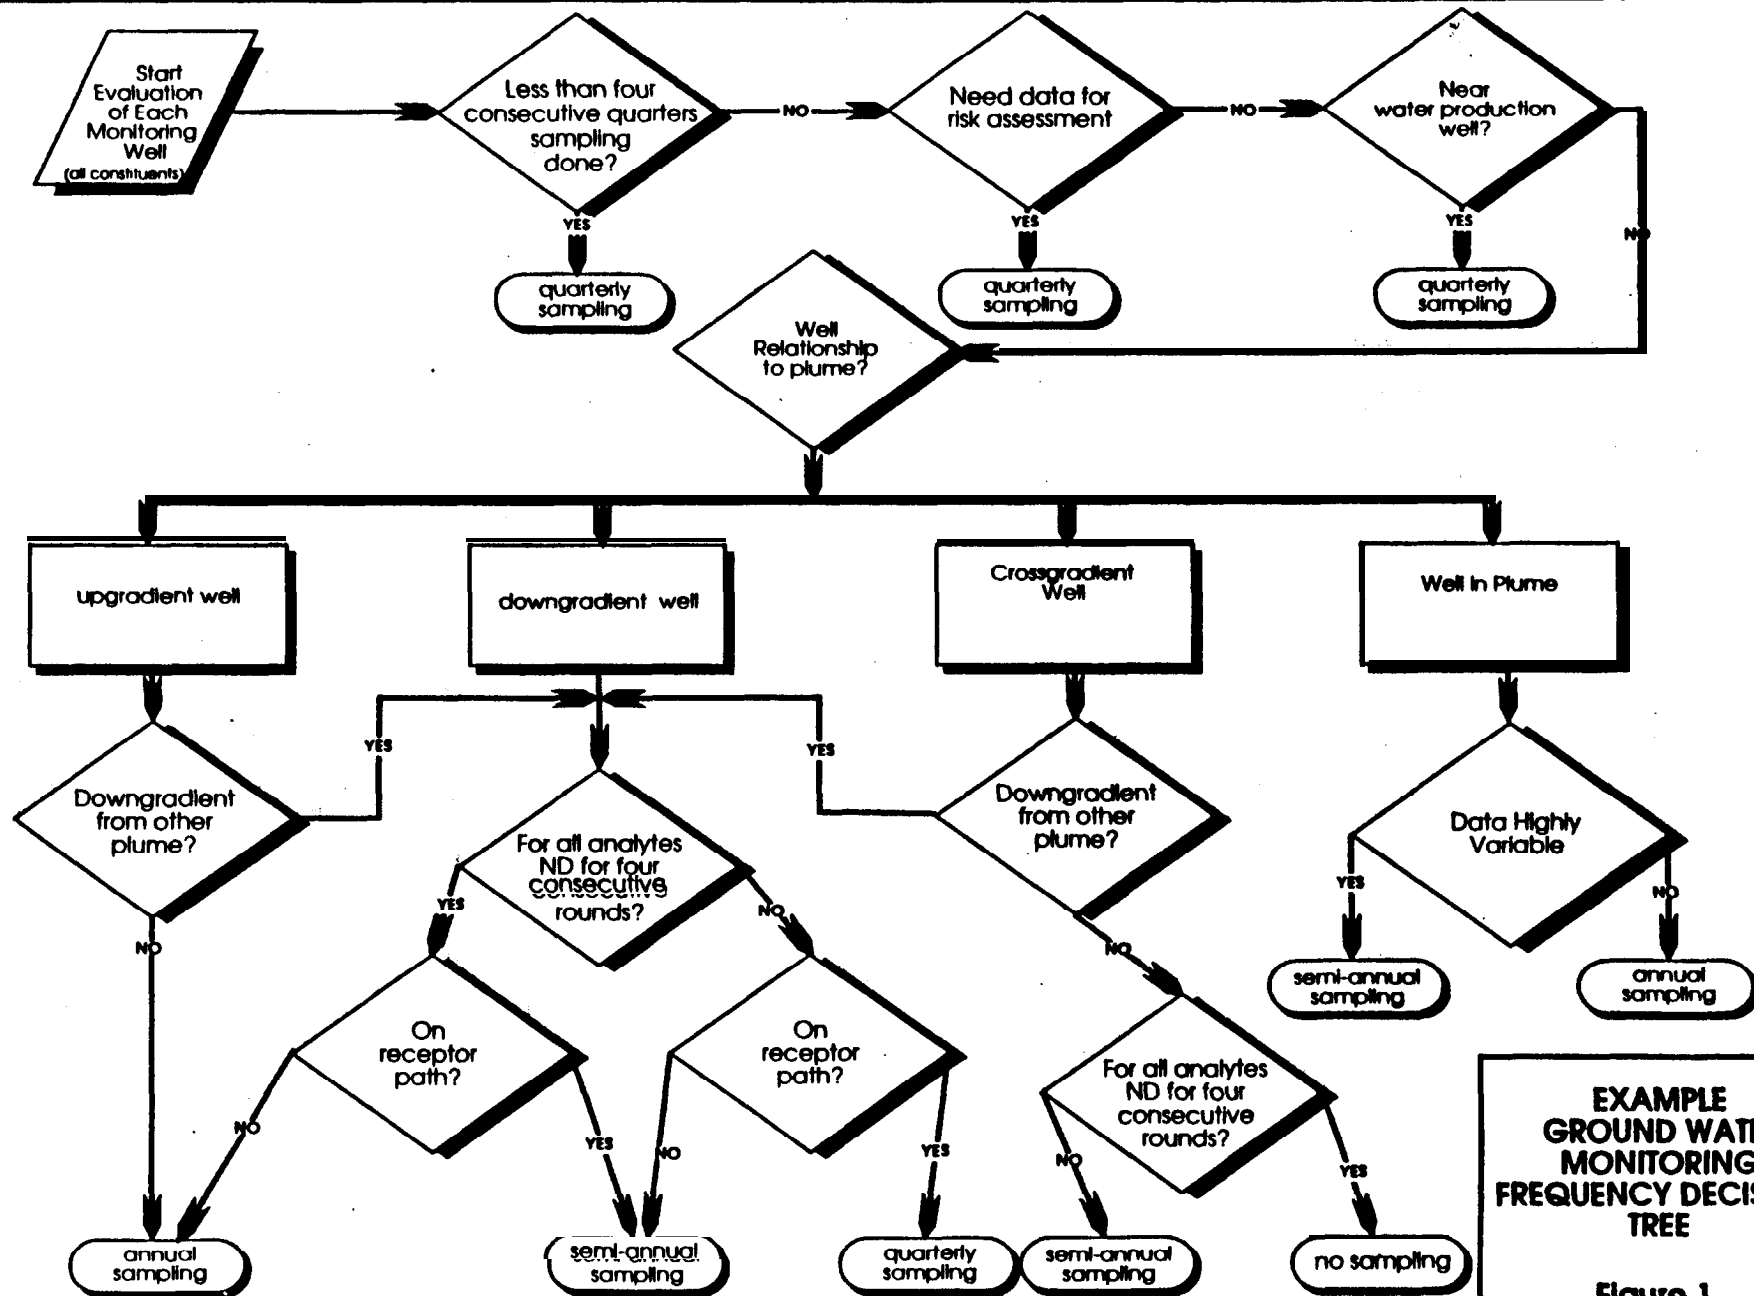 Start
Evaluation
of Each
Monitoring
Well
(all constituents)
Less than four
consecutive quarters
sampling
done?
NO
Need data for
risk assessment
NO
Near
water production
well?
YES
YES
YES
NO
quarterly
sampling
quarterly
sampling
quarterly
sampling
Well
Relationship
to plume?
upgradient well
downgradient well
Crossgradient
Well
Well In Plume
YES
YES
Downgradient
from other
plume?
For all analytes
ND for four
consecutive
rounds?
Downgradient
from other
plume?
Data Highly
Variable
NO
YES
NO
NO
YES
NO
semi-annual
sampling
annual
sampling
On
receptor
path?
On
receptor
path?
For all analytes
ND for four
consecutive
rounds?
NO
YES
NO
YES
NO
YES
annual
sampling
semi-annual
sampling
quarterly
sampling
semi-annual
sampling
no sampling
EXAMPLE
GROUND
MONITORING
FREQUENCY
TREE
Figure 1